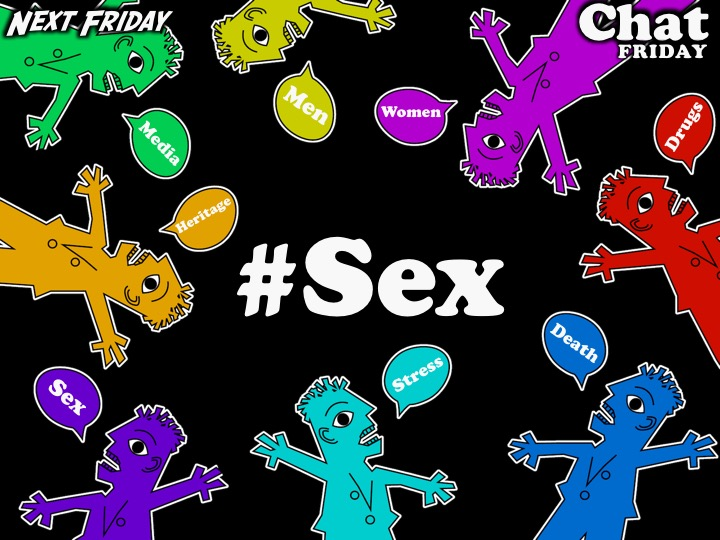 Next Friday
Chat
FRIDAY
Men
Women
Drugs
Media
Heritage
#Sex
Death
Stress
Sex